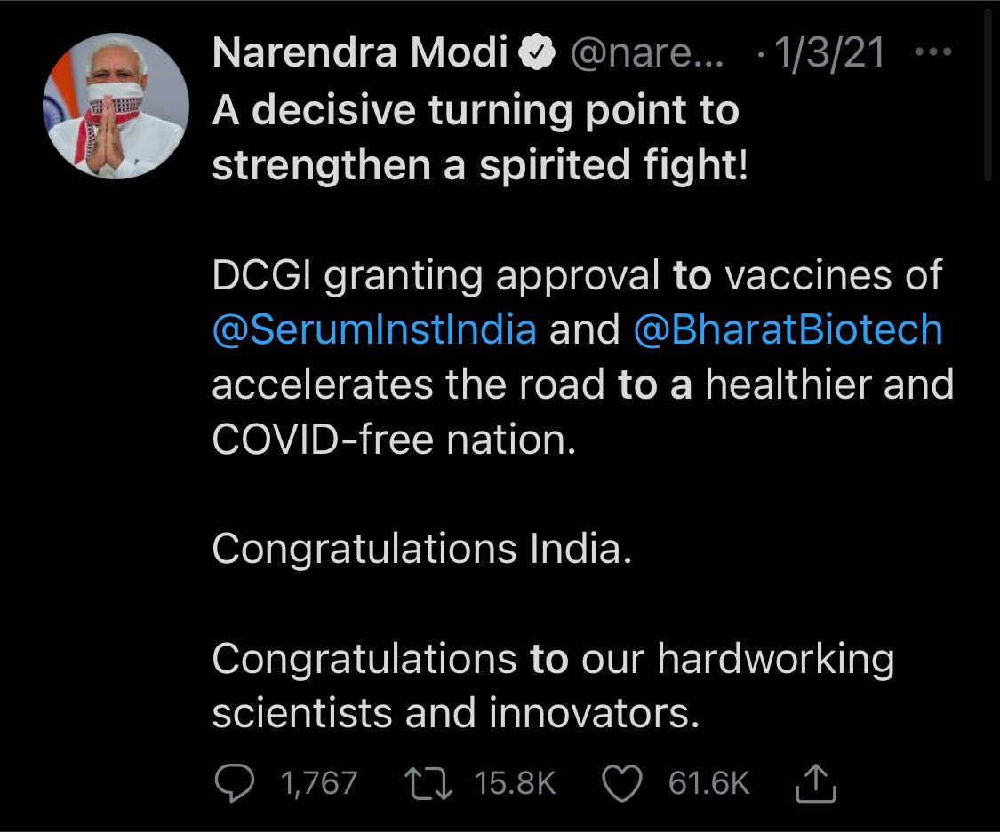 Narendra Modi @nare... · 1/3/21
A decisive turning point to
strengthen a spirited fight!
DCGI granting approval to vaccines of
@SerumInstIndia and @BharatBiotech
accelerates the road to a healthier and
COVID-free nation.
Congratulations India.
Congratulations to our hardworking
scientists and innovators.
1,767 15.8K 61.6K